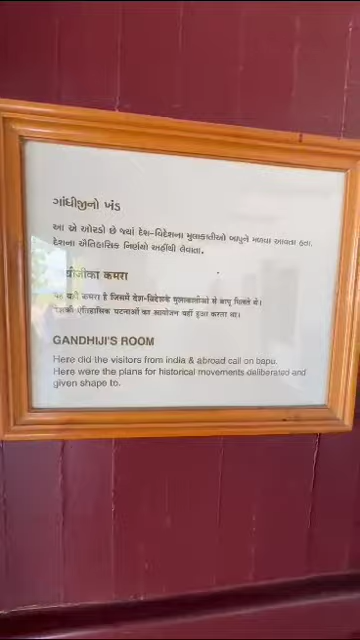 ગાંધીજીનો ખંડ
આ એ ઓરડો છે જ્યાં દેશ-વિદેશના મુલાકાતીઓ બાપુને મળવા આવતા હતા.
દેશના ઐતિહાસિક નિર્ણયો અહીંથી લેવાતા.
गांधीजीका कमरा
यह वही कमरा है जिसमें देश-विदेशके मुलाकातीओं से बापु मिलते थे।
देशकी ऐतिहासिक घटनाओं का आयोजन यहाँ हुआ करता था।
GANDHIJI'S ROOM
Here did the visitors from india & abroad call on bapu.
Here were the plans for historical movements deliberated and
given shape to.